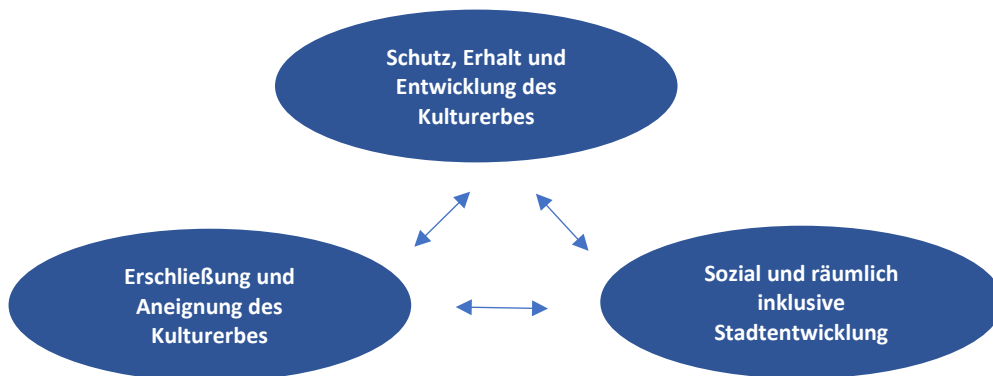 Schutz, Erhalt und
Entwicklung des
Kulturerbes
Erschließung und
Aneignung des
Kulturerbes
Sozial und räumlich
inklusive
Stadtentwicklung